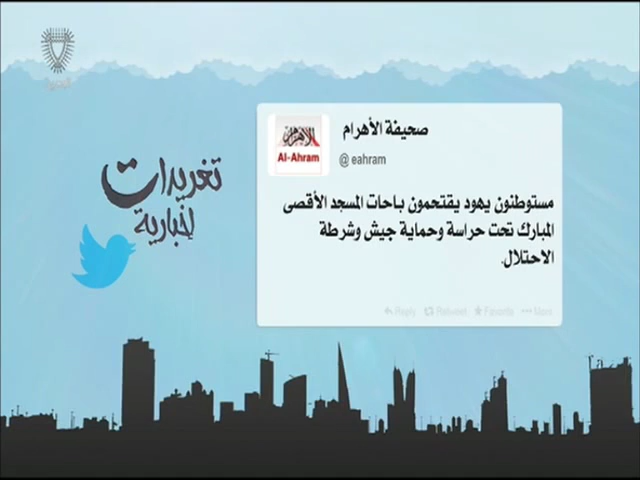 صحيفة الأهرام
الاهرام
Al-Ahram
@eahram
تغريدات
إخبارية
مستوطنون يهود يقتحمون باحات المسجد الأقصى
المبارك تحت حراسة وحماية جيش وشرطة
الاحتلال.
Reply Retweet Favorite More